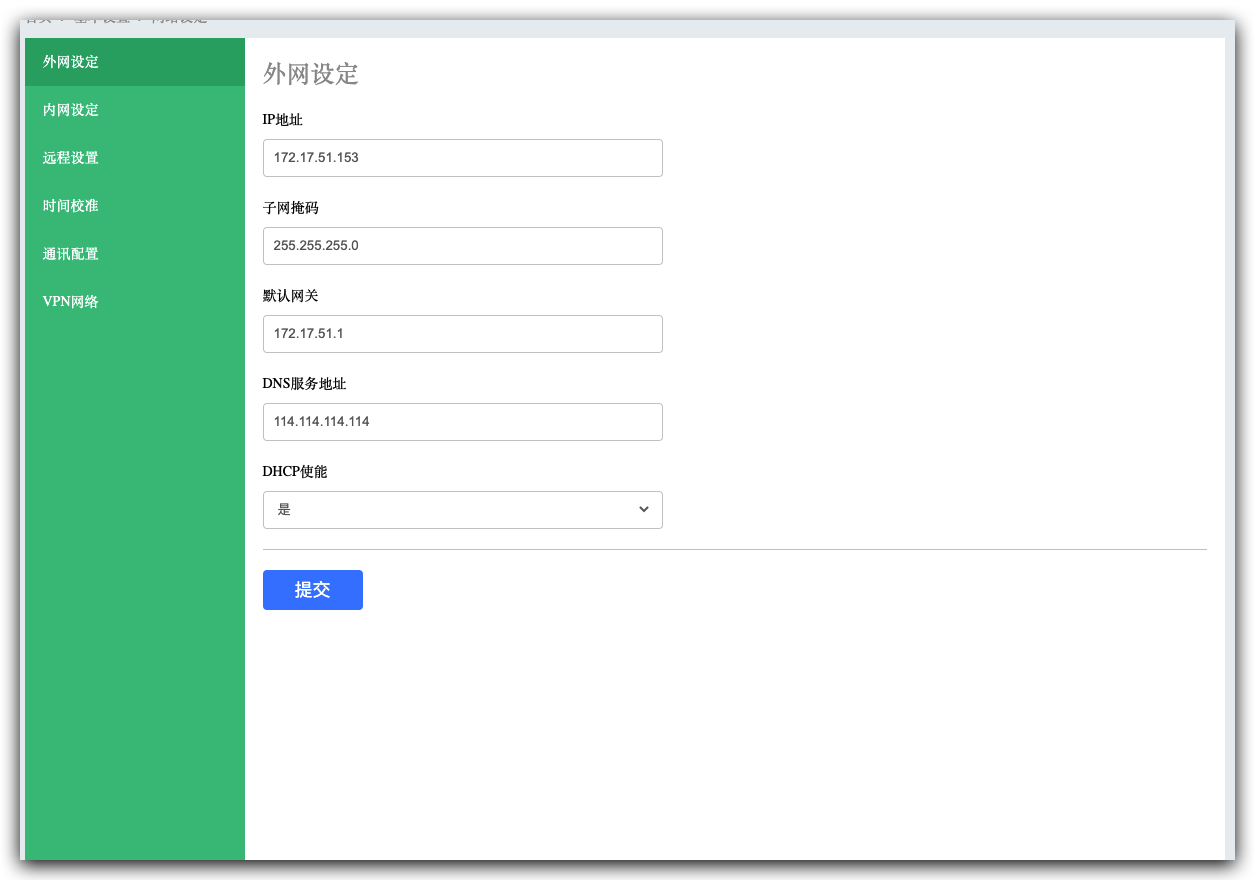 外网设定
内网设定
远程设置
时间校准
通讯配置
VPN网络
外网设定
IP地址
172.17.51.153
子网掩码
255.255.255.0
默认网关
172.17.51.1
DNS服务地址
114.114.114.114
DHCP使能
是
提交